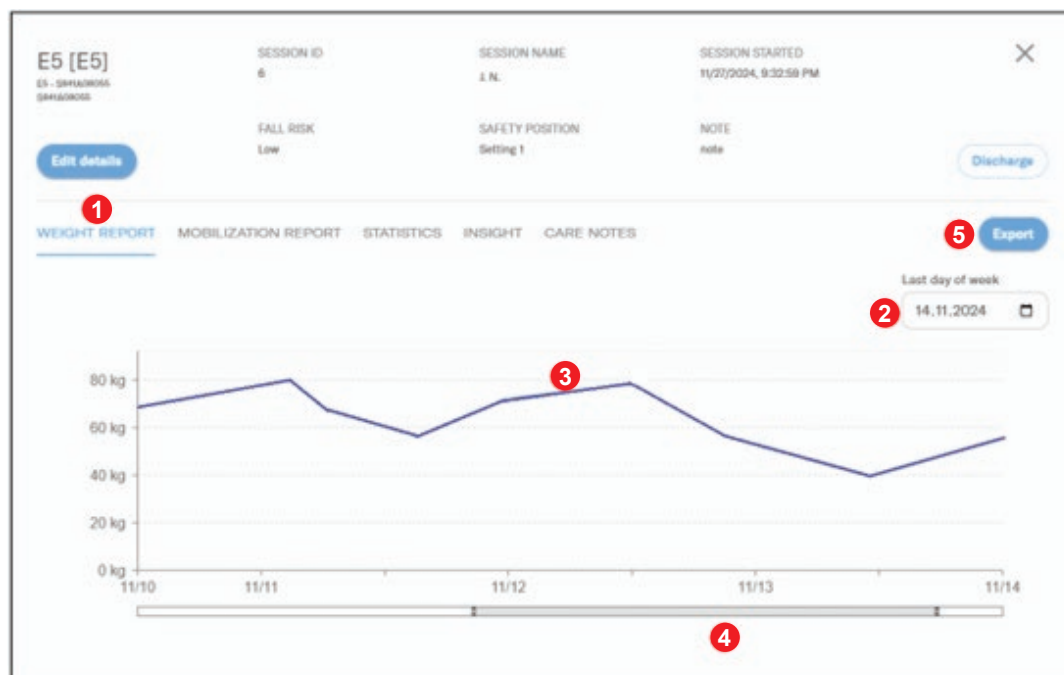 E5 [E5]
SESSION ID
6
SESSION NAME
J. N.
SESSION STARTED
11/27/2024, 9:32:59 PM
FALL RISK
Low
SAFETY POSITION
Setting 1
NOTE
note
Edit details
Discharge
1
WEIGHT REPORT MOBILIZATION REPORT STATISTICS INSIGHT CARE NOTES
5 Export
Last day of week
2 14.11.2024
3
80 kg
60 kg
40 kg
20 kg
0 kg
11/10 11/11 11/12 11/13 11/14
4